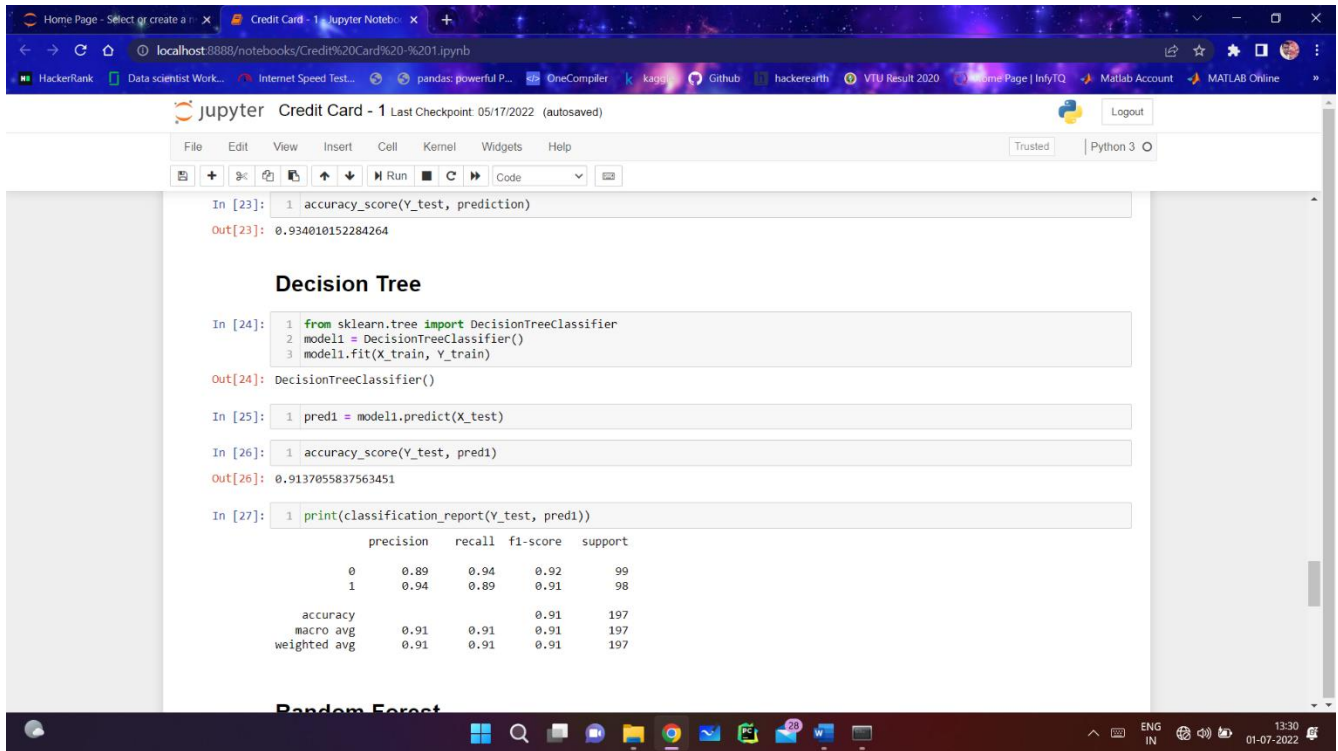 Home Page - Select or create a n
Credit Card - 1 - Jupyter Notebo
localhost:8888/notebooks/Credit%20Card%20-%201.ipynb
HackerRank
Data scientist Work...
Internet Speed Test...
pandas: powerful P...
OneCompiler
Github
hackerearth
VTU Result 2020
Page | InfyTQ
Matlab Account
MATLAB Online
»
jupyter Credit Card - 1 Last Checkpoint: 05/17/2022 (autosaved)
Logout
File Edit View Insert Cell Kernel Widgets Help
Trusted
Python 3
Run
Code
In [23]: 1 accuracy_score(Y_test, prediction)
Out[23]: 0.934010152284264
Decision Tree
In [24]: 1 from sklearn.tree import DecisionTreeClassifier
2 model1 = DecisionTreeClassifier()
3 model1.fit(X_train, Y_train)
Out[24]: DecisionTreeClassifier()
In [25]: 1 pred1 = model1.predict(X_test)
In [26]: 1 accuracy_score(Y_test, pred1)
Out[26]: 0.9137055837563451
In [27]: 1 print(classification_report(Y_test, pred1))
precision recall f1-score support
0 0.89 0.94 0.92 99
1 0.94 0.89 0.91 98
accuracy 0.91 197
macro avg 0.91 0.91 0.91 197
weighted avg 0.91 0.91 0.91 197
Random Forest
28
ENG
IN
13:30
01-07-2022